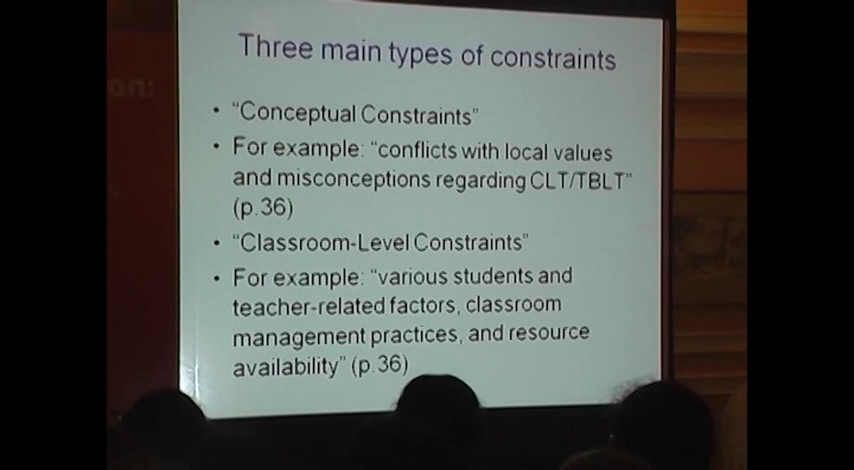 Three main types of constraints
• “Conceptual Constraints”
• For example: “conflicts with local values
and misconceptions regarding CLT/TBLT”
(p.36)
• “Classroom-Level Constraints”
• For example: “various students and
teacher-related factors, classroom
management practices, and resource
availability” (p.36)
on: